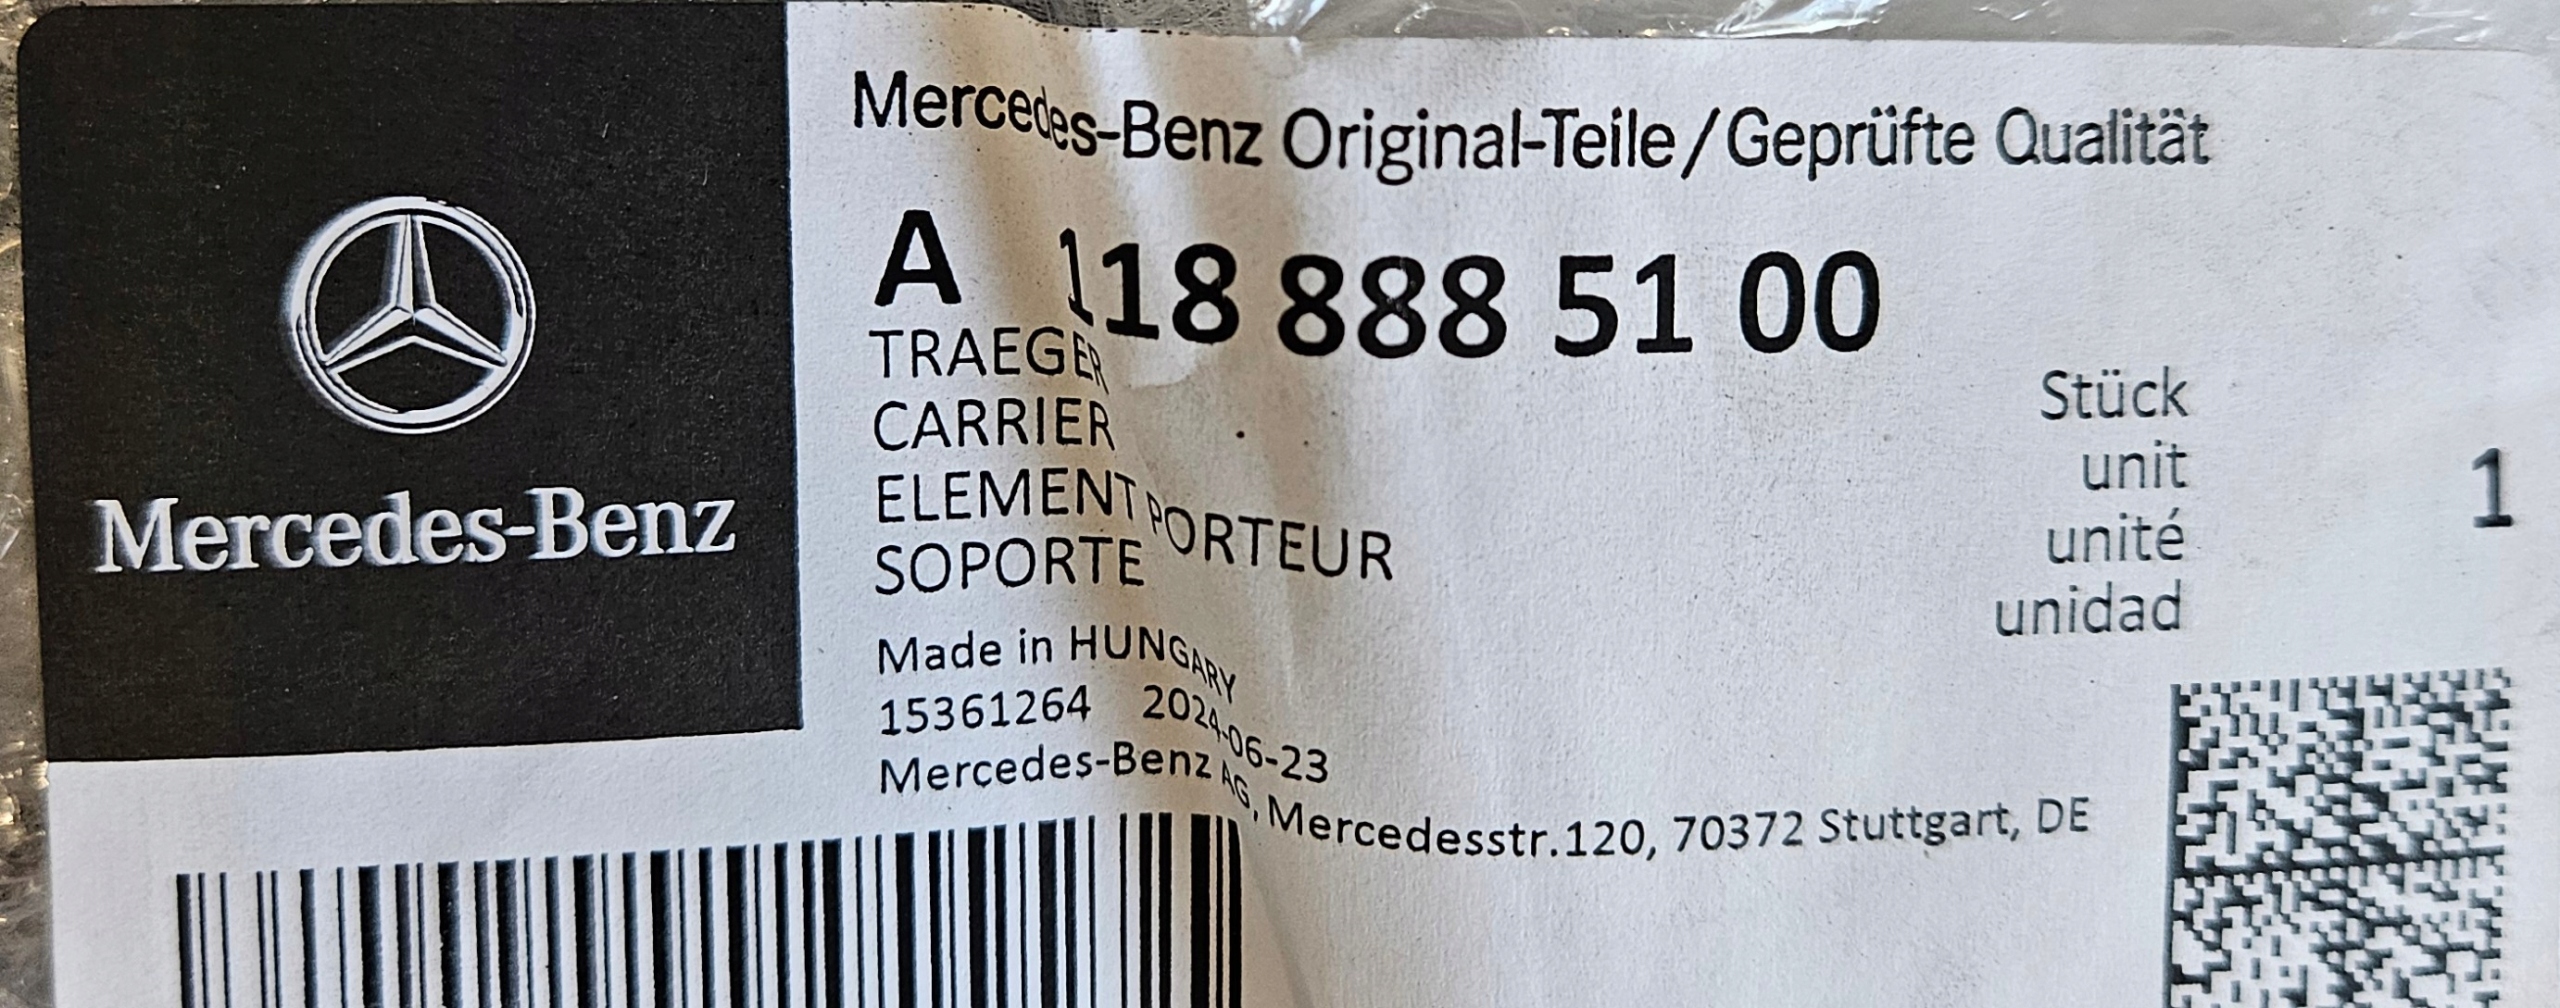 Mercedes-Benz
Mercedes-Benz Original-Teile/Geprüfte Qualität
A 118 888 51 00
TRAEGER
CARRIER
ELEMENT PORTEUR
SOPORTE
Stück
unit
unité
unidad
1
Made in HUNGARY
15361264 2024-06-23
Mercedes-Benz AG, Mercedesstr.120, 70372 Stuttgart, DE